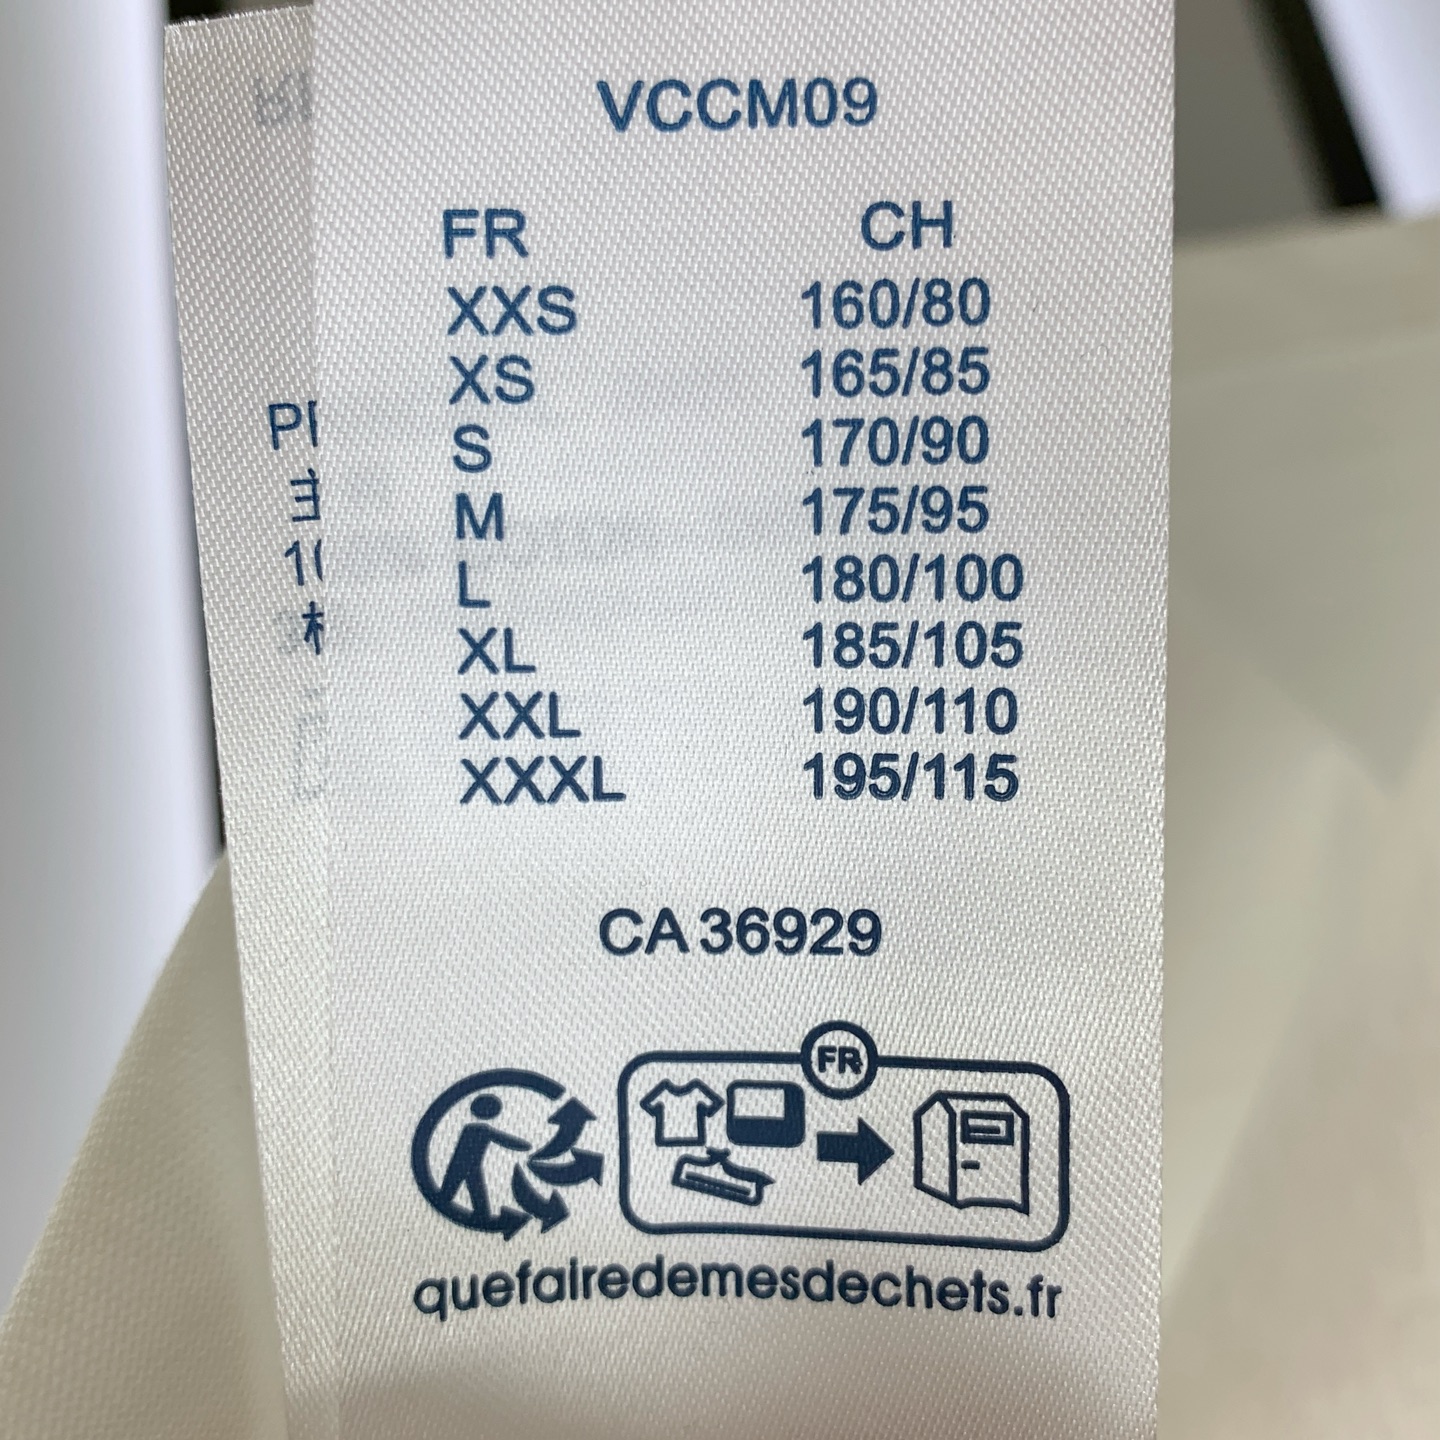 VCCM09
FR CH
XXS 160/80
XS 165/85
S 170/90
M 175/95
L 180/100
XL 185/105
XXL 190/110
XXXL 195/115
CA 36929
FR
quefairedemesdechets.fr